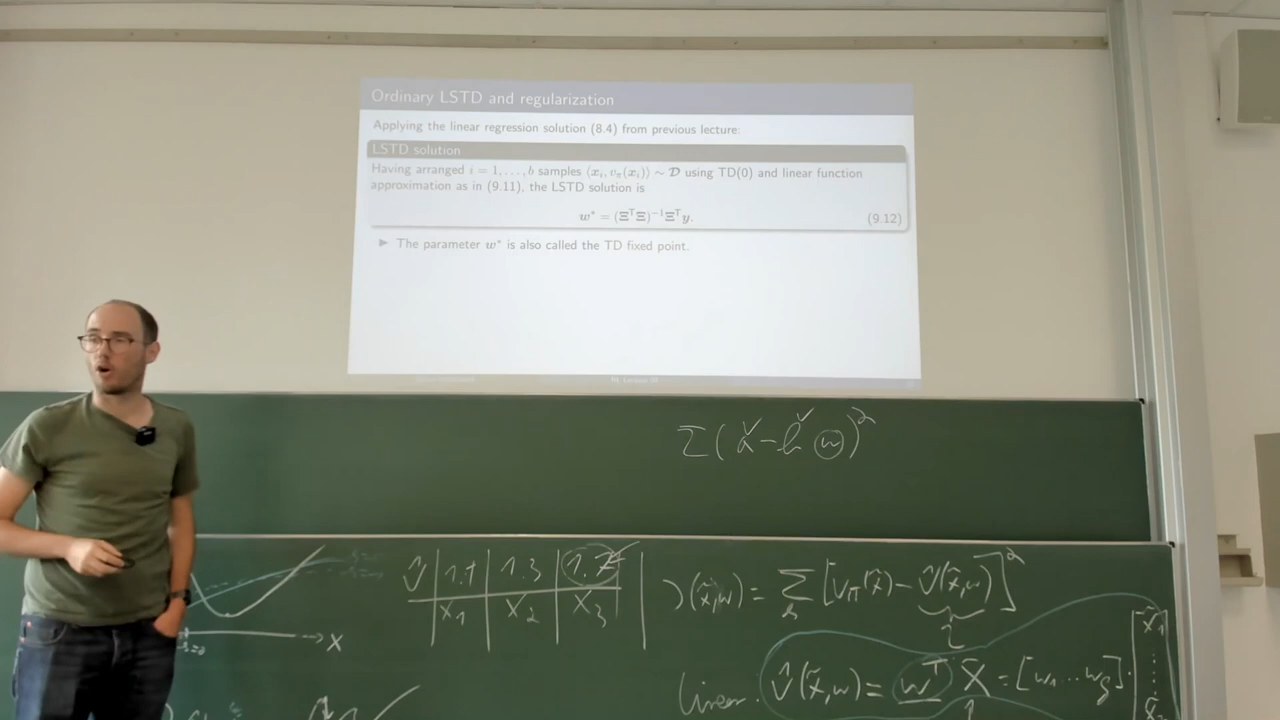 Ordinary LSTD and regularization
Applying the linear regression solution (8.4) from previous lecture:
LSTD solution
Having arranged i = 1, . . . , b samples ⟨x_i, v_π(x_i)⟩ ∼ D using TD(0) and linear function
approximation as in (9.11), the LSTD solution is
w* = (Ξ^T Ξ)^{-1} Ξ^T y. (9.12)
▶ The parameter w* is also called the TD fixed point.
v̂ 1.1 1.3 1.7
x_1 x_2 x_3
J(x̃,w) = Σ [v_π(x̃) − v̂(x̃,w)]^2
→ x
linear: v̂(x̃,w) = w^T x̃ = [w_1 ...